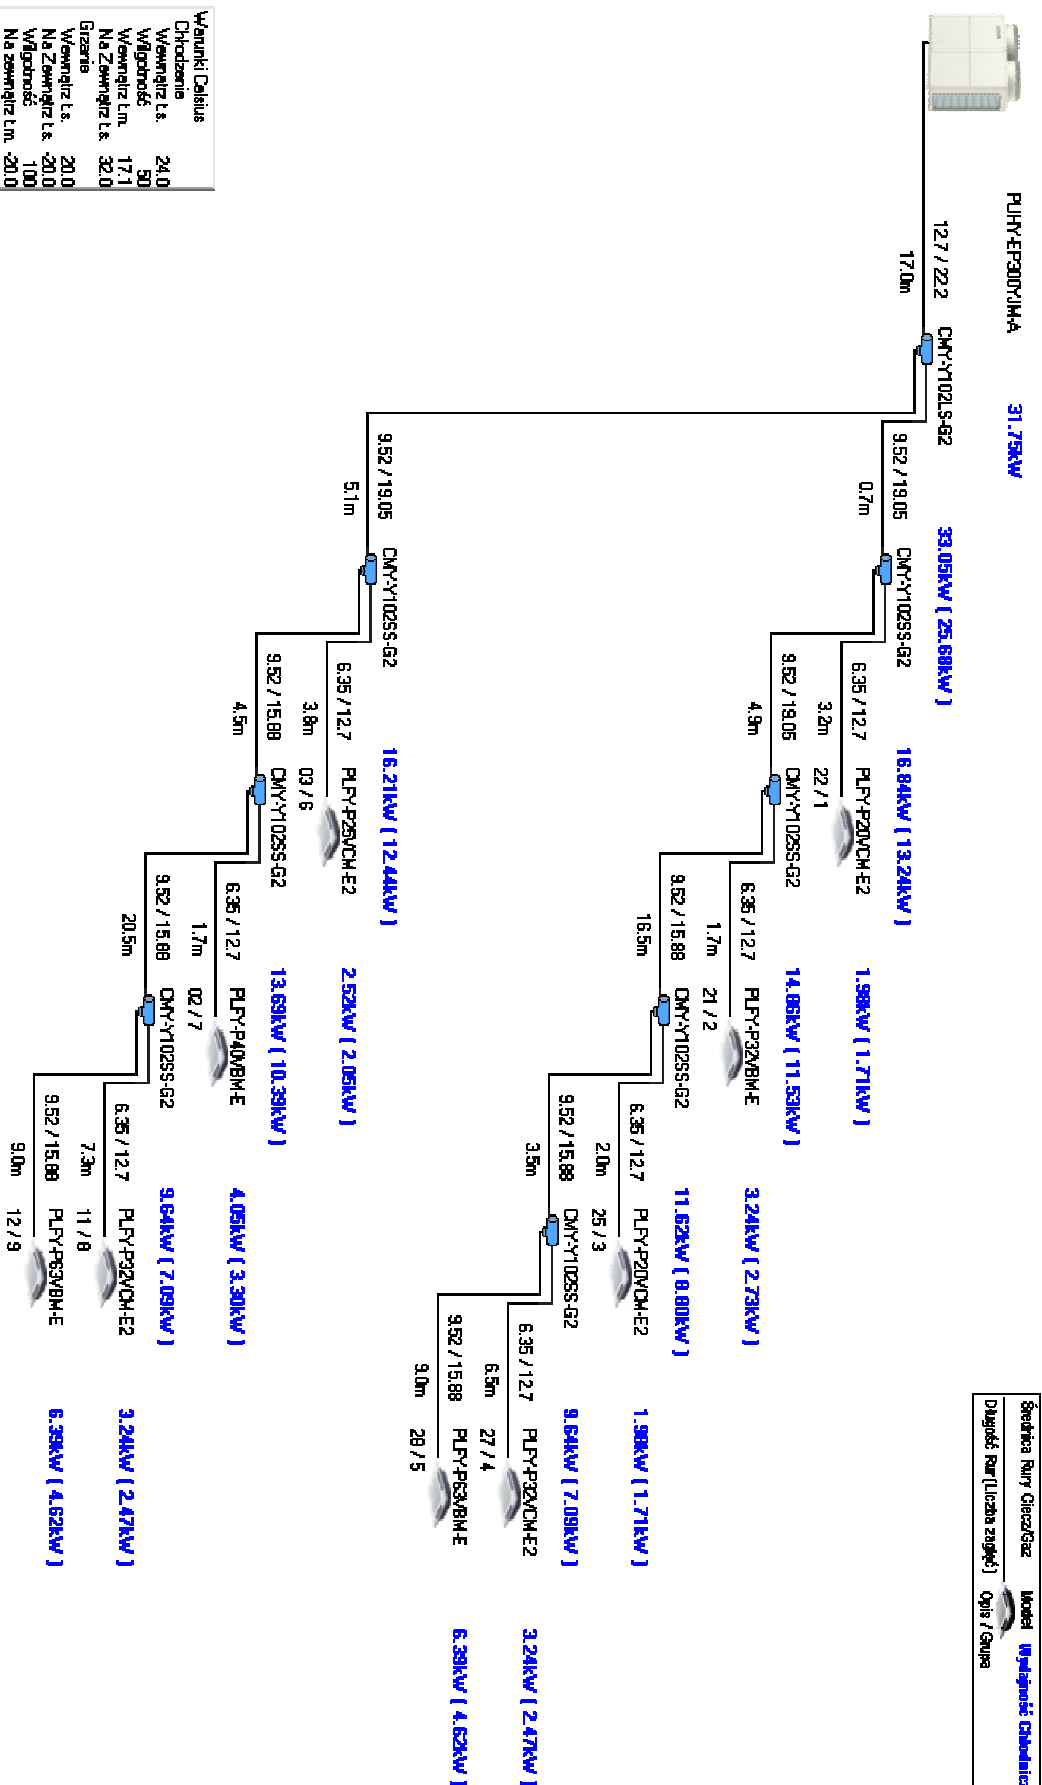 PUHY-EP300YJM-A 31.75kW
12.7 / 22.2 CMY-Y102LS-G2 33.05kW ( 25.68kW )
17.0m
9.52 / 19.05 CMY-Y102SS-G2 16.84kW ( 13.24kW )
0.7m
6.35 / 12.7 PLFY-P20VCM-E2 1.98kW ( 1.71kW )
3.2m 22 / 1
9.52 / 19.05 CMY-Y102SS-G2 14.86kW ( 11.53kW )
4.9m
6.35 / 12.7 PLFY-P32VBM-E 3.24kW ( 2.73kW )
1.7m 21 / 2
9.52 / 15.88 CMY-Y102SS-G2 11.62kW ( 8.80kW )
16.5m
6.35 / 12.7 PLFY-P20VCM-E2 1.98kW ( 1.71kW )
2.0m 25 / 3
9.52 / 15.88 CMY-Y102SS-G2 9.64kW ( 7.09kW )
3.5m
6.35 / 12.7 PLFY-P32VCM-E2 3.24kW ( 2.47kW )
6.5m 27 / 4
9.52 / 15.88 PLFY-P63VBM-E 6.39kW ( 4.62kW )
9.0m 28 / 5
9.52 / 19.05 CMY-Y102SS-G2 16.21kW ( 12.44kW )
5.1m
6.35 / 12.7 PLFY-P25VCM-E2 2.52kW ( 2.05kW )
3.8m 03 / 6
9.52 / 15.88 CMY-Y102SS-G2 13.69kW ( 10.39kW )
4.5m
6.35 / 12.7 PLFY-P40VBM-E 4.05kW ( 3.30kW )
1.7m 02 / 7
9.52 / 15.88 CMY-Y102SS-G2 9.64kW ( 7.09kW )
20.5m
6.35 / 12.7 PLFY-P32VCM-E2 3.24kW ( 2.47kW )
7.3m 11 / 8
9.52 / 15.88 PLFY-P63VBM-E 6.39kW ( 4.62kW )
9.0m 12 / 9
Średnica Rury Ciecz/Gaz Model Wydajność
Długość Rur (Liczba zagięć) Opis / Grupa
Warunki Celsius
Chłodzenie
Wewnątrz t.s. 24.0
Wilgotność 50
Wewnątrz t.m. 17.1
Na Zewnątrz t.s. 32.0
Grzanie
Wewnątrz t.s. 20.0
Na Zewnątrz t.s. -20.0
Wilgotność 100
Na zewnątrz t.m. -20.0